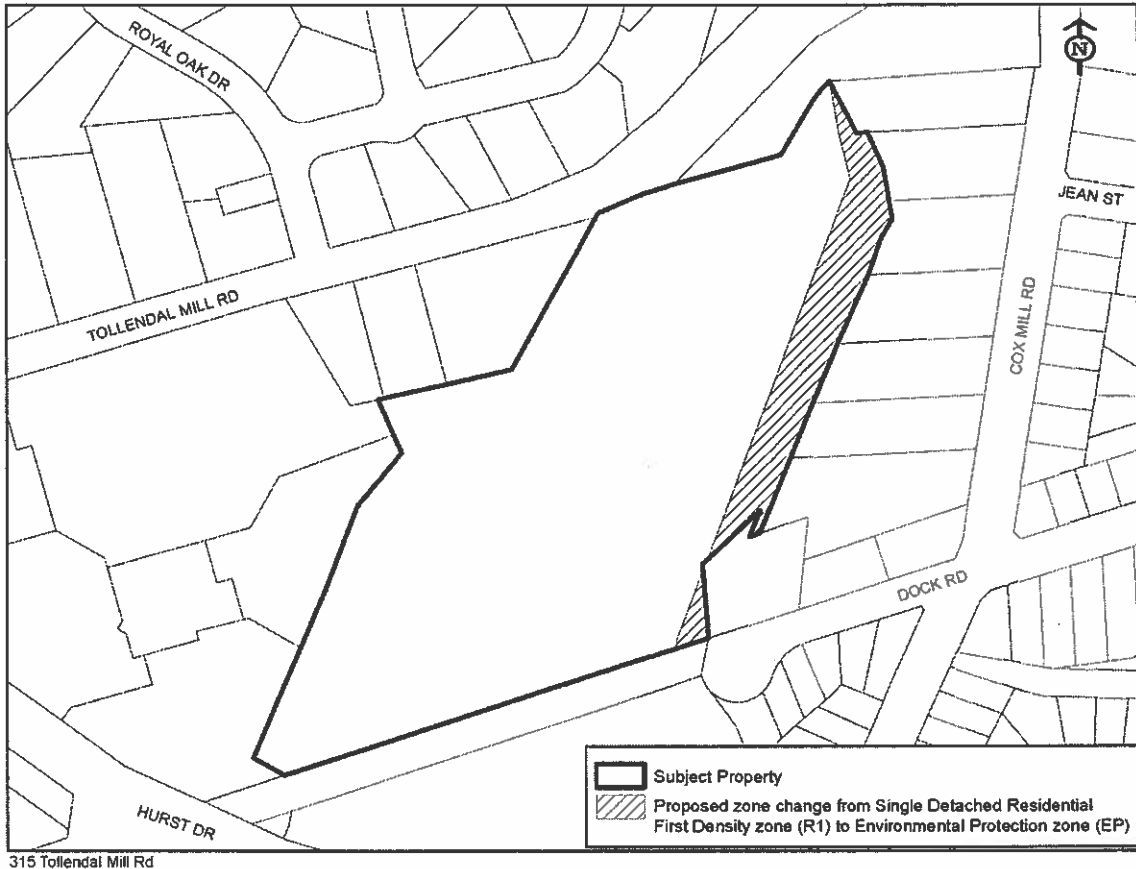 ROYAL OAK DR
N
JEAN ST
TOLLENDAL MILL RD
COX MILL RD
DOCK RD
HURST DR
Subject Property
Proposed zone change from Single Detached Residential
First Density zone (R1) to Environmental Protection zone (EP)
315 Tollendal Mill Rd